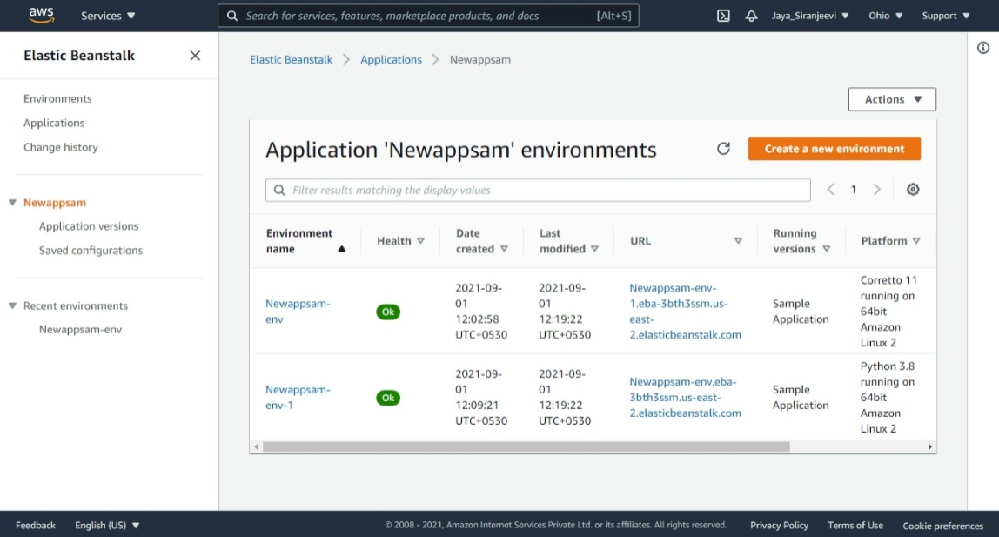 aws Services Search for services, features, marketplace products, and docs [Alt+S] Jaya_Siranjeevi Ohio Support
Elastic Beanstalk
Environments
Applications
Change history
Newappsam
Application versions
Saved configurations
Recent environments
Newappsam-env
Elastic Beanstalk Applications Newappsam
Actions
Application 'Newappsam' environments
Create a new environment
Filter results matching the display values
1
Environment
name
Health
Date
created
Last
modified
URL
Running
versions
Platform
Newappsam-
env
Ok
2021-09-
01
12:02:58
UTC+0530
2021-09-
01
12:19:22
UTC+0530
Newappsam-env-
1.eba-3bth3ssm.us-
east-
2.elasticbeanstalk.com
Sample
Application
Corretto 11
running on
64bit
Amazon
Linux 2
Newappsam-
env-1
Ok
2021-09-
01
12:09:21
UTC+0530
2021-09-
01
12:19:22
UTC+0530
Newappsam-env.eba-
3bth3ssm.us-east-
2.elasticbeanstalk.com
Sample
Application
Python 3.8
running on
64bit
Amazon
Linux 2
Feedback English (US) © 2008 - 2021, Amazon Internet Services Private Ltd. or its affiliates. All rights reserved. Privacy Policy Terms of Use Cookie preferences